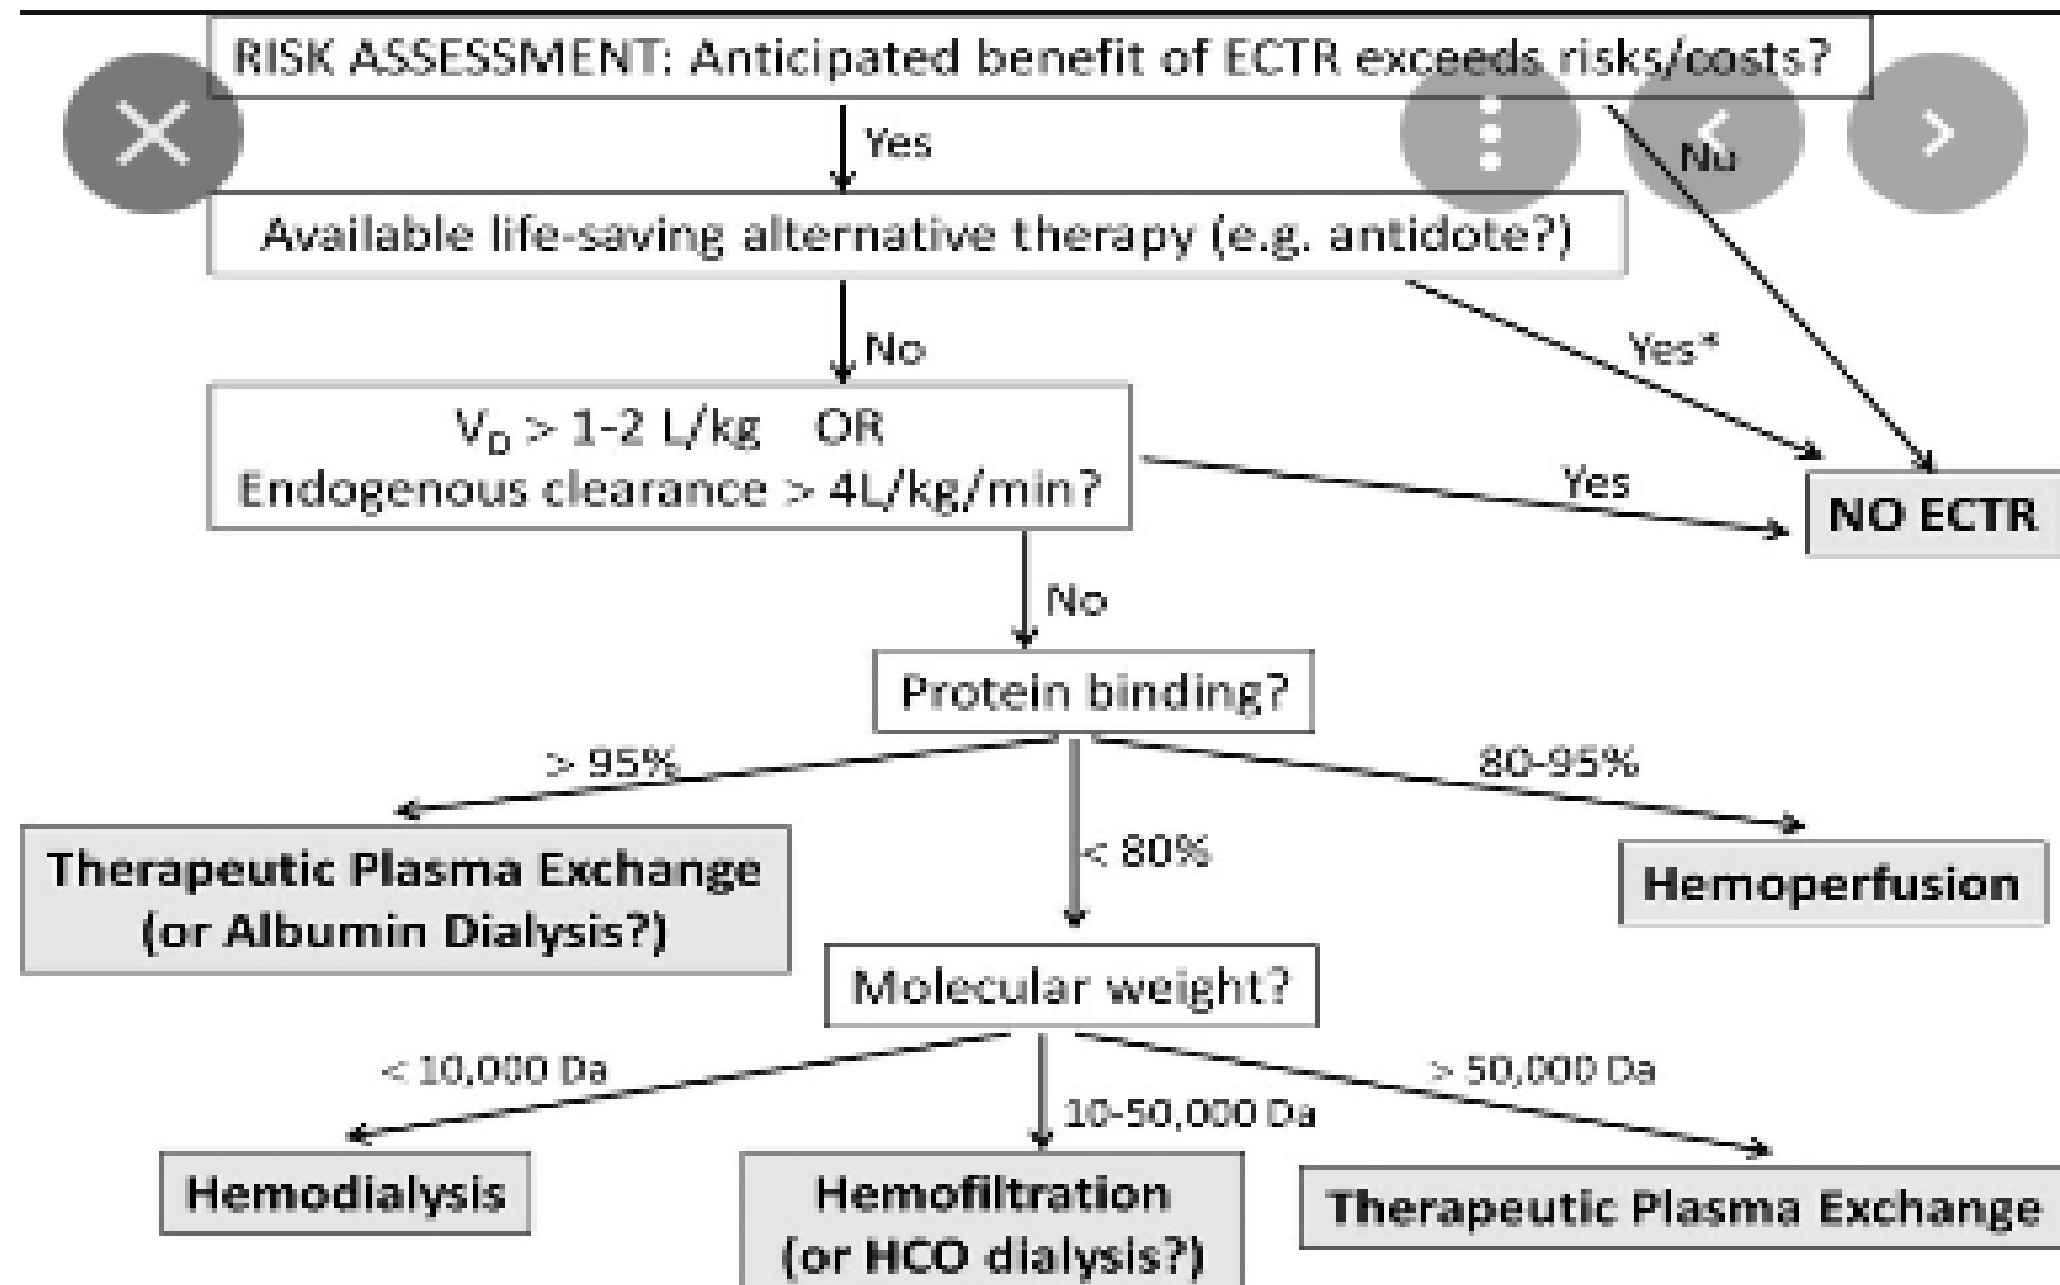 RISK ASSESSMENT: Anticipated benefit of ECTR exceeds risks/costs?
Yes
No
Available life-saving alternative therapy (e.g. antidote?)
No
Yes*
V_D > 1-2 L/kg OR
Endogenous clearance > 4L/kg/min?
Yes
NO ECTR
No
Protein binding?
> 95%
80-95%
< 80%
Therapeutic Plasma Exchange
(or Albumin Dialysis?)
Hemoperfusion
Molecular weight?
< 10,000 Da
> 50,000 Da
10-50,000 Da
Hemodialysis
Hemofiltration
(or HCO dialysis?)
Therapeutic Plasma Exchange